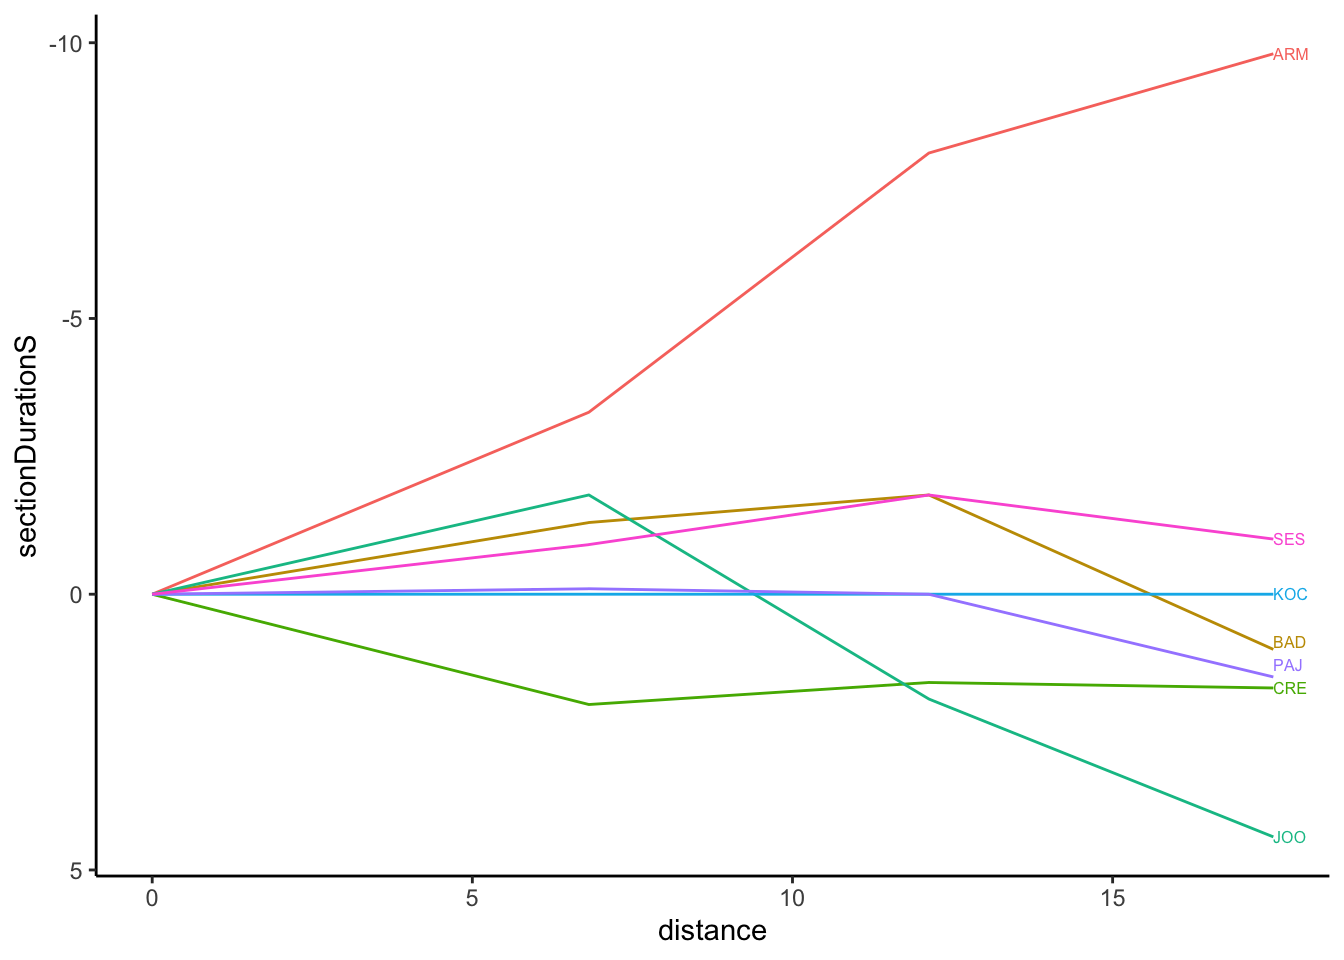 -10
ARM
-5
sectionDurationS
SES
0
KOC
BAD
PAJ
CRE
JOO
5
0 5 10 15
distance